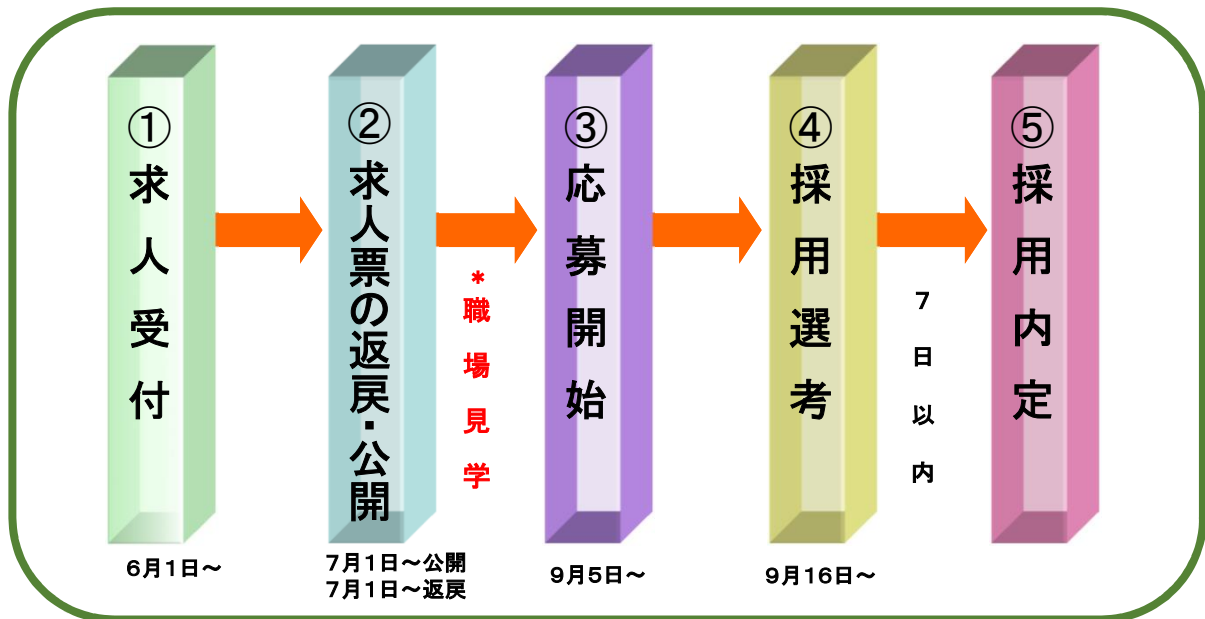 ①求人受付
6月1日～
②求人票の返戻・公開
7月1日～公開
7月1日～返戻
*職場見学
③応募開始
9月5日～
④採用選考
9月16日～
7日以内
⑤採用内定